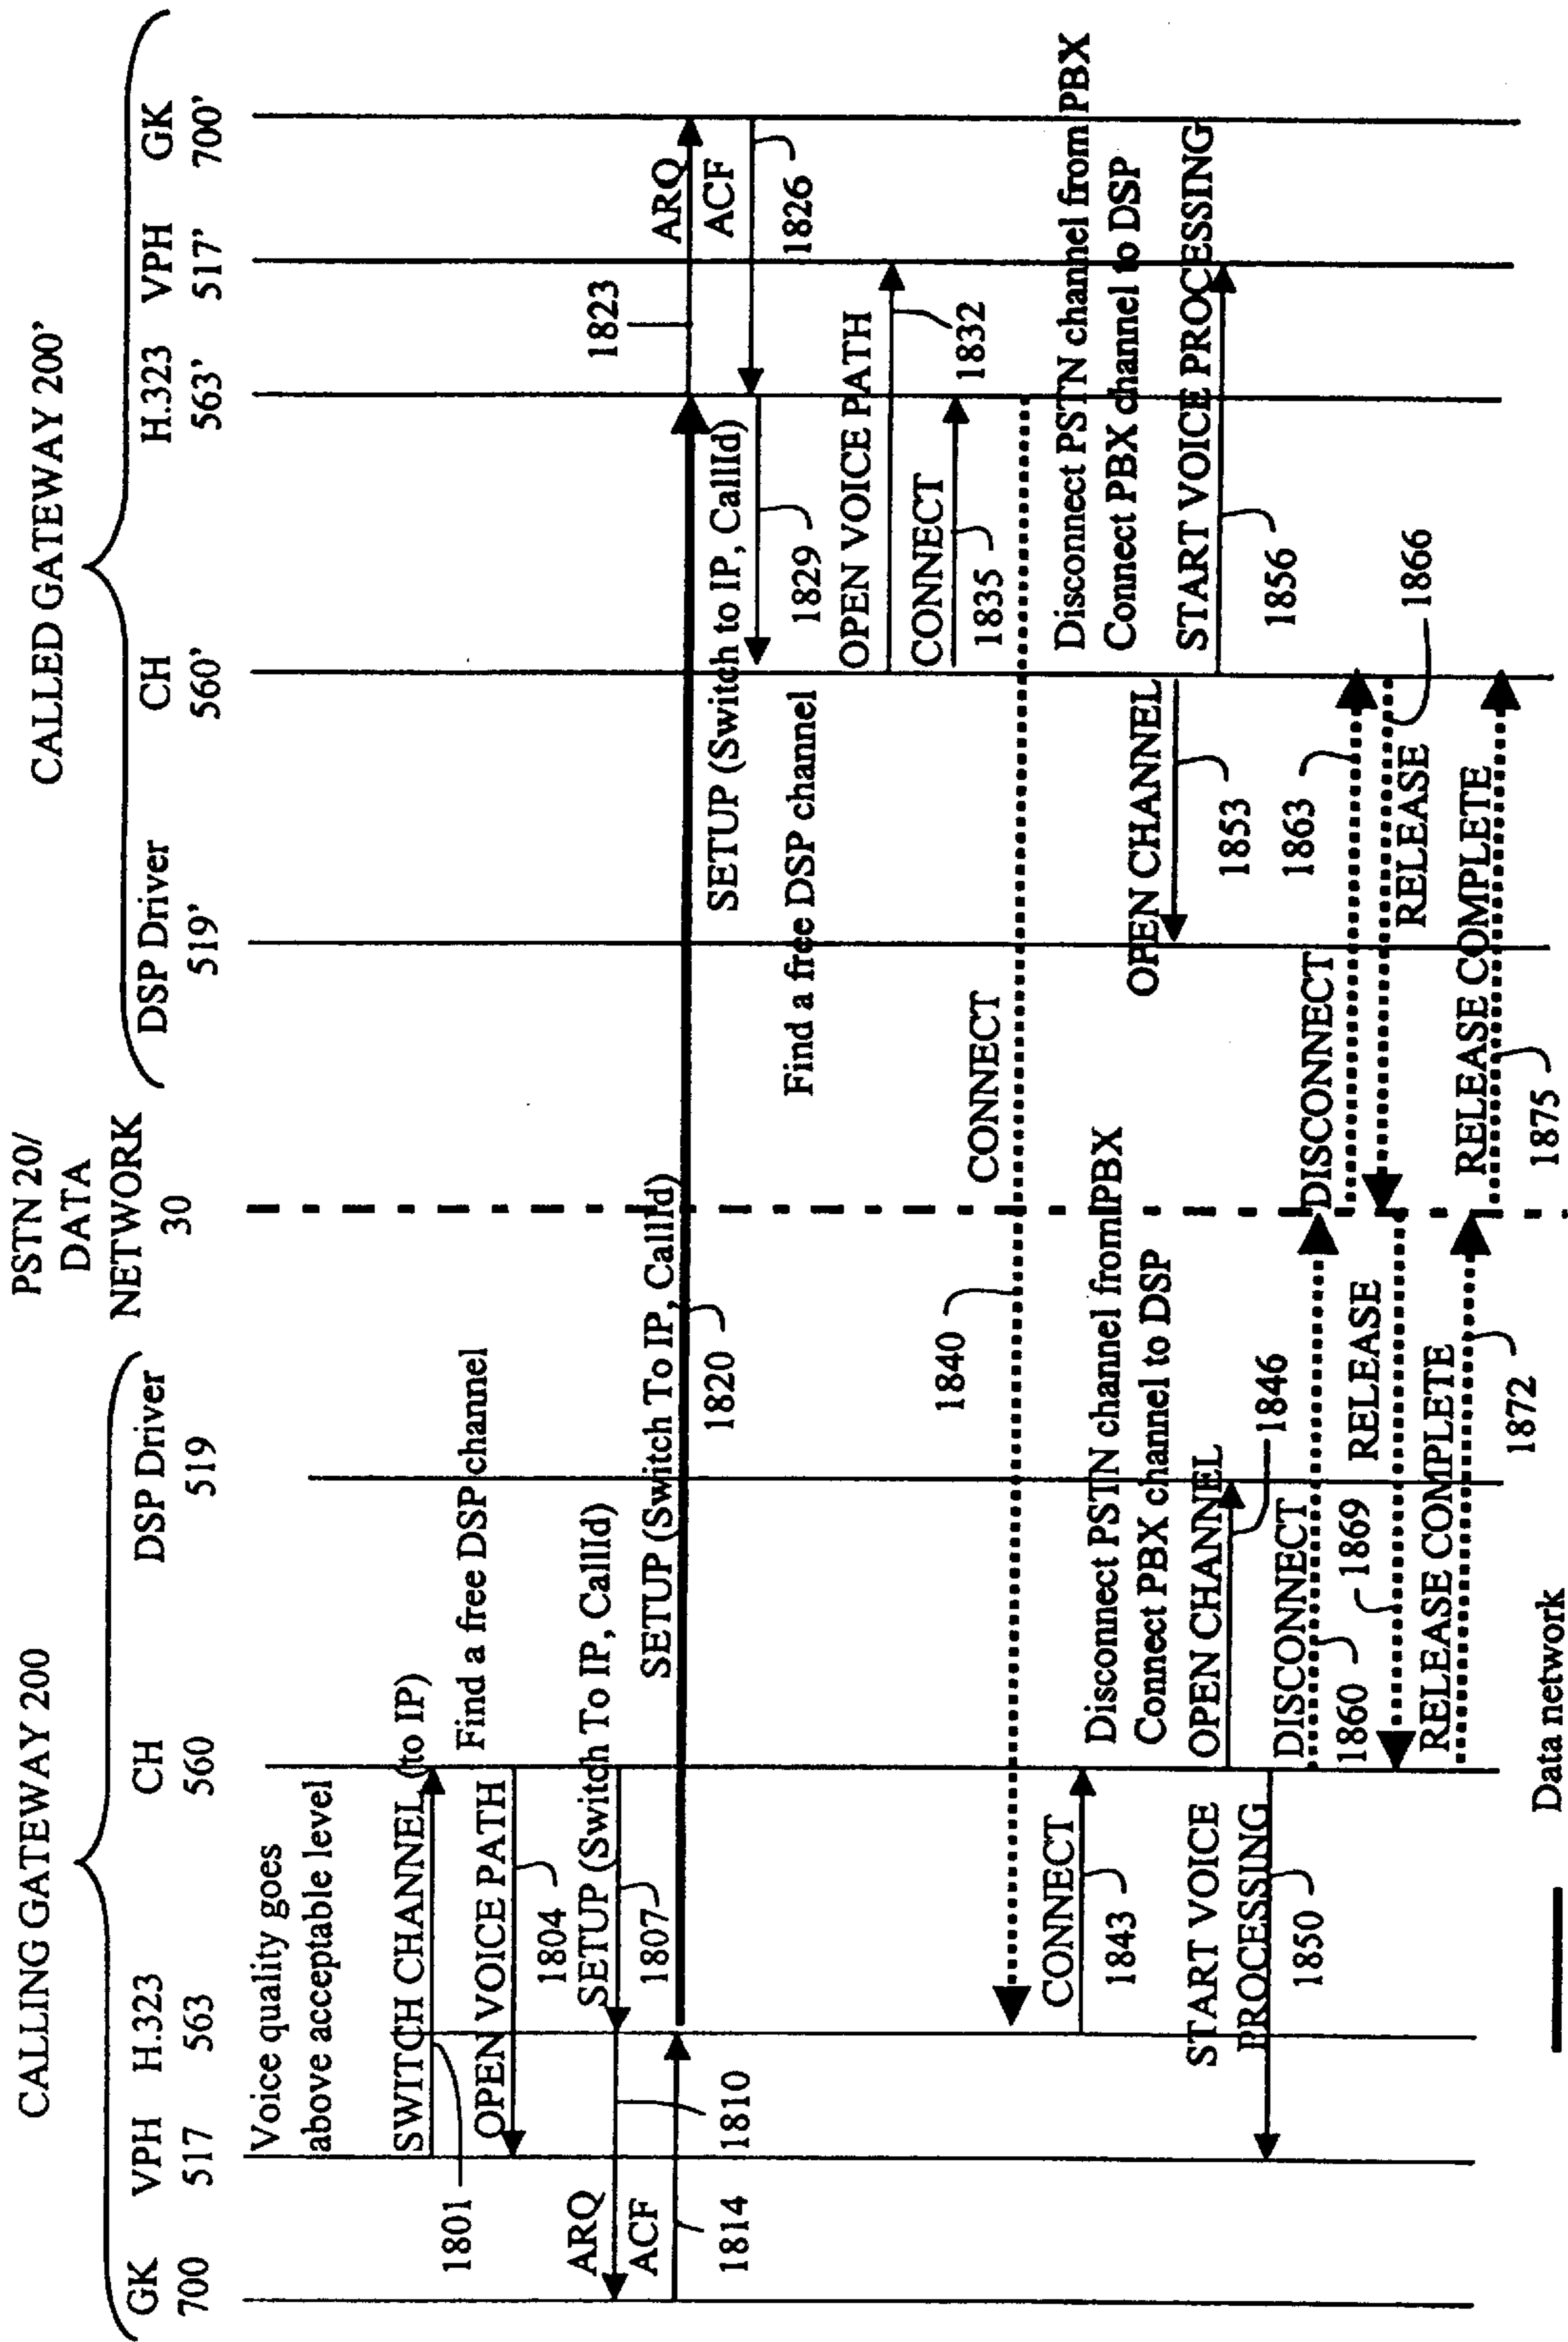 CALLING GATEWAY 200
PSTN 20/
DATA
NETWORK
30
CALLED GATEWAY 200'
GK
700
VPH
517
H.323
563
CH
560
DSP Driver
519
DSP Driver
519'
CH
560'
H.323
563'
VPH
517'
GK
700'
Voice quality goes
above acceptable level
SWITCH CHANNEL (to IP)
1801
Find a free DSP channel
OPEN VOICE PATH
1804
SETUP (Switch To IP, CallId)
1807
ARQ
1810
ACF
1814
SETUP (Switch To IP, CallId)
1820
1823
ARQ
ACF
1826
SETUP (Switch to IP, CallId)
1829
Find a free DSP channel
OPEN VOICE PATH
1832
CONNECT
1835
CONNECT
1840
CONNECT
1843
Disconnect PSTN channel from PBX
Connect PBX channel to DSP
Disconnect PSTN channel from PBX
Connect PBX channel to DSP
OPEN CHANNEL
1846
START VOICE
PROCESSING
1850
OPEN CHANNEL
1853
START VOICE PROCESSING
1856
DISCONNECT
1860
DISCONNECT
1863
RELEASE
1866
RELEASE
1869
RELEASE COMPLETE
1872
RELEASE COMPLETE
1875
Data network